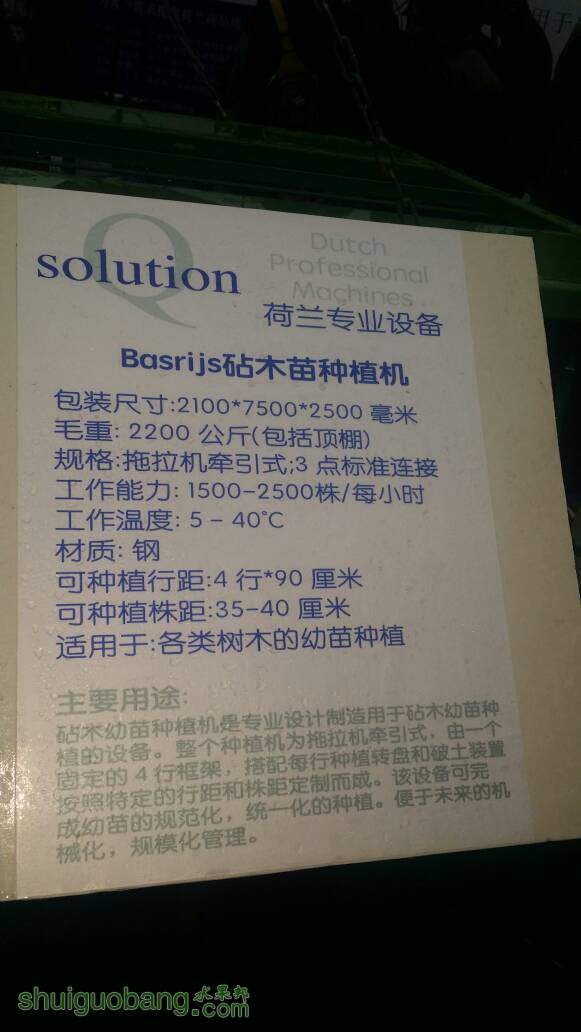 用于
Q
solution
Dutch
Professional
Machines
荷兰专业设备
Basrijs砧木苗种植机
包装尺寸:2100*7500*2500 毫米
毛重: 2200 公斤(包括顶棚)
规格:拖拉机牵引式;3 点标准连接
工作能力: 1500-2500株/每小时
工作温度: 5 - 40°C
材质: 钢
可种植行距:4 行*90 厘米
可种植株距:35-40 厘米
适用于:各类树木的幼苗种植
主要用途:
砧木幼苗种植机是专业设计制造用于砧木幼苗种
植的设备。整个种植机为拖拉机牵引式，由一个
固定的 4 行框架，搭配每行种植转盘和破土装置
按照特定的行距和株距定制而成。该设备可完
成幼苗的规范化，统一化的种植。便于未来的机
械化，规模化管理。
shuiguobang.com
水果邦